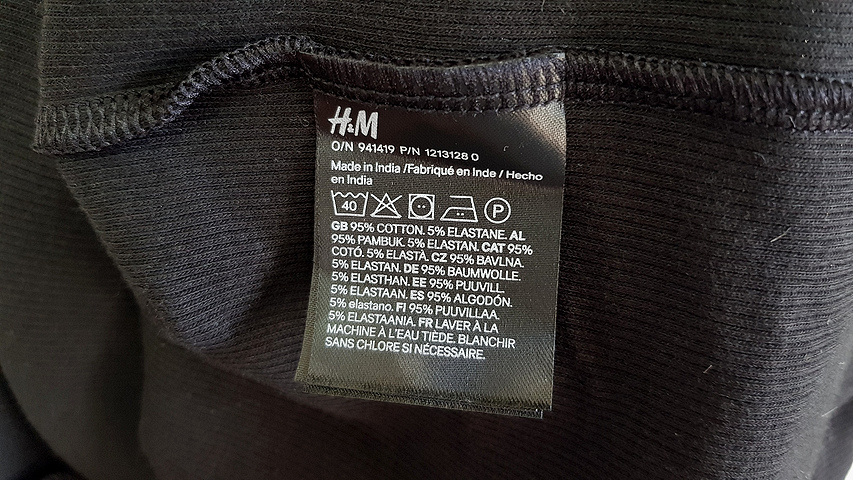 H&M
O/N 941419 P/N 1213128 0
Made in India /Fabriqué en Inde / Hecho
en India
40 P
GB 95% COTTON. 5% ELASTANE. AL
95% PAMBUK. 5% ELASTAN. CAT 95%
COTÓ. 5% ELASTÀ. CZ 95% BAVLNA.
5% ELASTAN. DE 95% BAUMWOLLE.
5% ELASTHAN. EE 95% PUUVILL.
5% ELASTAAN. ES 95% ALGODÓN.
5% elastano. FI 95% PUUVILLAA.
5% ELASTAANIA. FR LAVER À LA
MACHINE À L'EAU TIÈDE. BLANCHIR
SANS CHLORE SI NÉCESSAIRE.